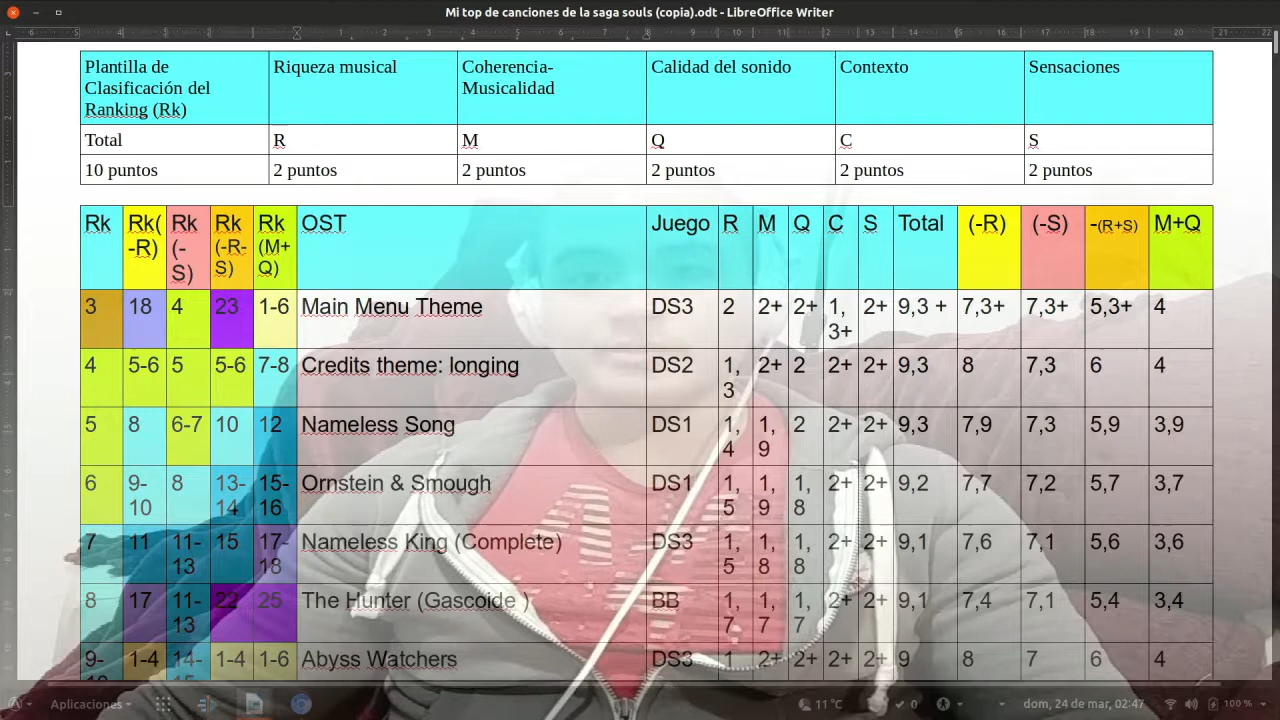 Mi top de canciones de la saga souls (copia).odt - LibreOffice Writer
Plantilla de Clasificación del Ranking (Rk) Riqueza musical Coherencia-Musicalidad Calidad del sonido Contexto Sensaciones
Total R M Q C S
10 puntos 2 puntos 2 puntos 2 puntos 2 puntos 2 puntos
Rk Rk(-R) Rk (-S) Rk (-R-S) Rk (M+Q) OST Juego R M Q C S Total (-R) (-S) -(R+S) M+Q
3 18 4 23 1-6 Main Menu Theme DS3 2 2+ 2+ 1,3+ 2+ 9,3 + 7,3+ 7,3+ 5,3+ 4
4 5-6 5 5-6 7-8 Credits theme: longing DS2 1,3 2+ 2 2+ 2+ 9,3 8 7,3 6 4
5 8 6-7 10 12 Nameless Song DS1 1,4 1,9 2 2+ 2+ 9,3 7,9 7,3 5,9 3,9
6 9-10 8 13-14 15-16 Ornstein & Smough DS1 1,5 1,9 1,8 2+ 2+ 9,2 7,7 7,2 5,7 3,7
7 11 11-13 15 17-18 Nameless King (Complete) DS3 1,5 1,8 1,8 2+ 2+ 9,1 7,6 7,1 5,6 3,6
8 17 11-13 22 25 The Hunter (Gascoide ) BB 1,7 1,7 1,7 2+ 2+ 9,1 7,4 7,1 5,4 3,4
9- 1-4 14- 1-4 1-6 Abyss Watchers DS3 1 2+ 2+ 2+ 2+ 9 8 7 6 4
Aplicaciones 11 °C 0 dom, 24 de mar, 02:47 100 %